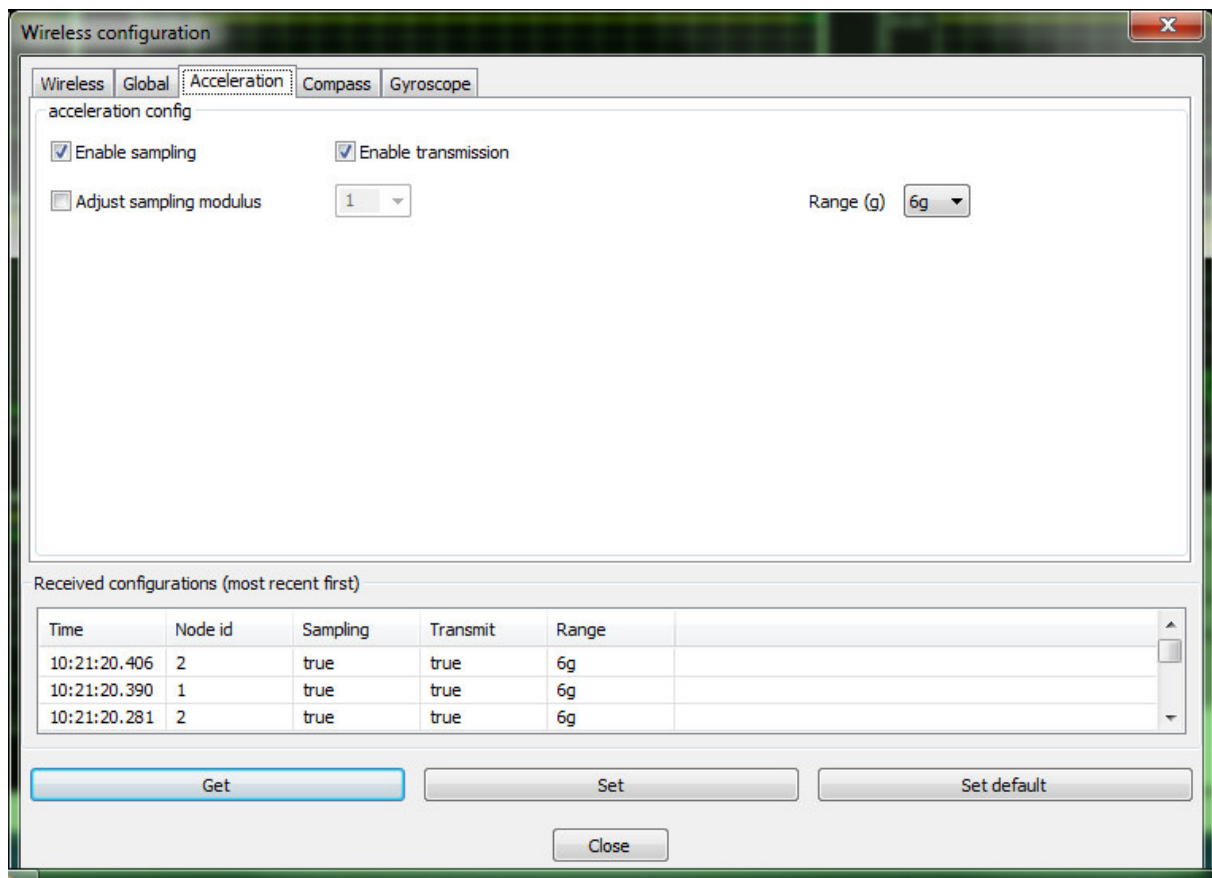 Wireless configuration
Wireless Global Acceleration Compass Gyroscope
acceleration config
Enable sampling Enable transmission
Adjust sampling modulus 1 Range (g) 6g
Received configurations (most recent first)
Time Node id Sampling Transmit Range
10:21:20.406 2 true true 6g
10:21:20.390 1 true true 6g
10:21:20.281 2 true true 6g
Get Set Set default
Close